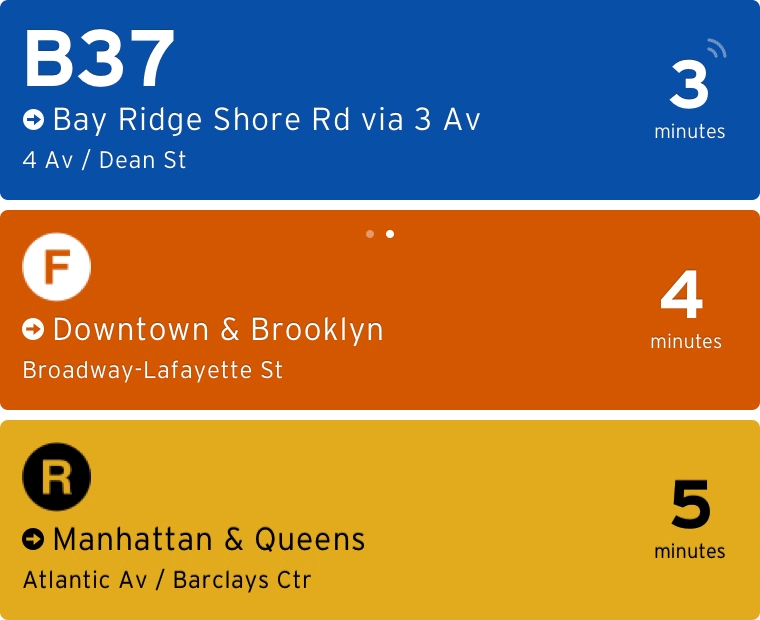 B37
Bay Ridge Shore Rd via 3 Av
4 Av / Dean St
3
minutes
F
Downtown & Brooklyn
Broadway-Lafayette St
4
minutes
R
Manhattan & Queens
Atlantic Av / Barclays Ctr
5
minutes